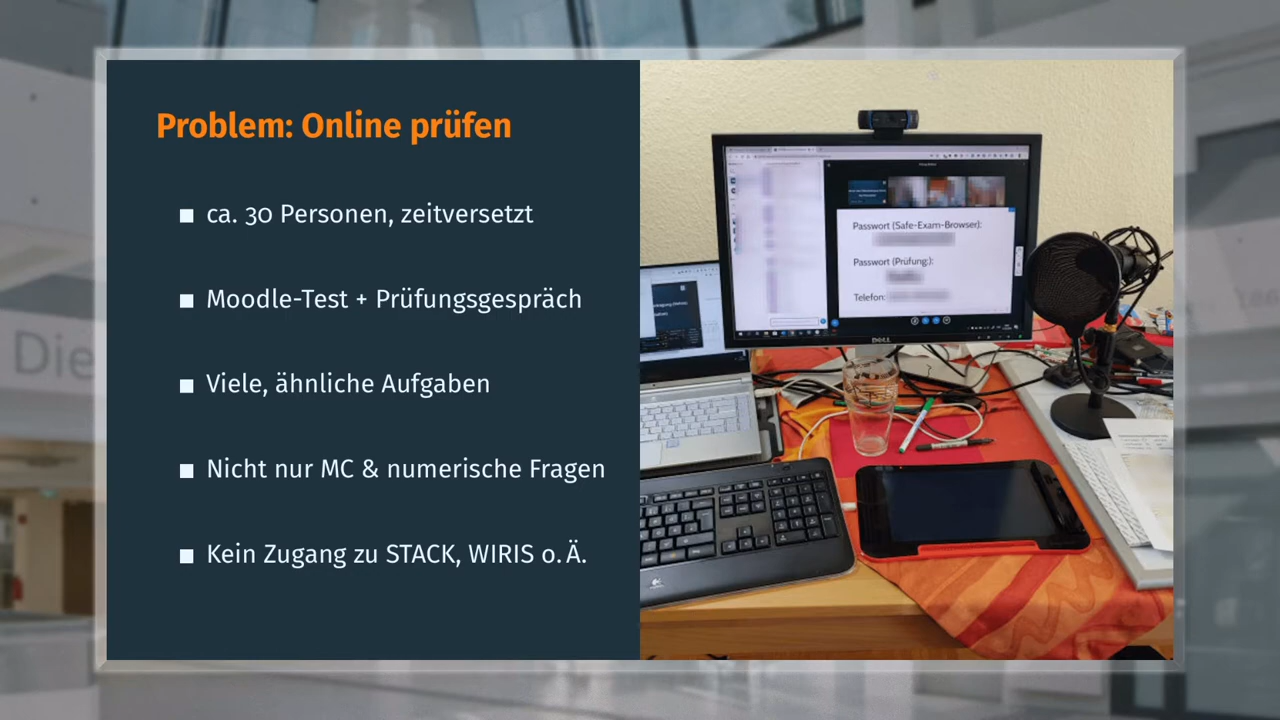 Problem: Online prüfen
■ ca. 30 Personen, zeitversetzt
■ Moodle-Test + Prüfungsgespräch
■ Viele, ähnliche Aufgaben
■ Nicht nur MC & numerische Fragen
■ Kein Zugang zu STACK, WIRIS o. Ä.
Passwort (Safe-Exam-Browser):
Passwort (Prüfung:):
Telefon:
DELL
Die